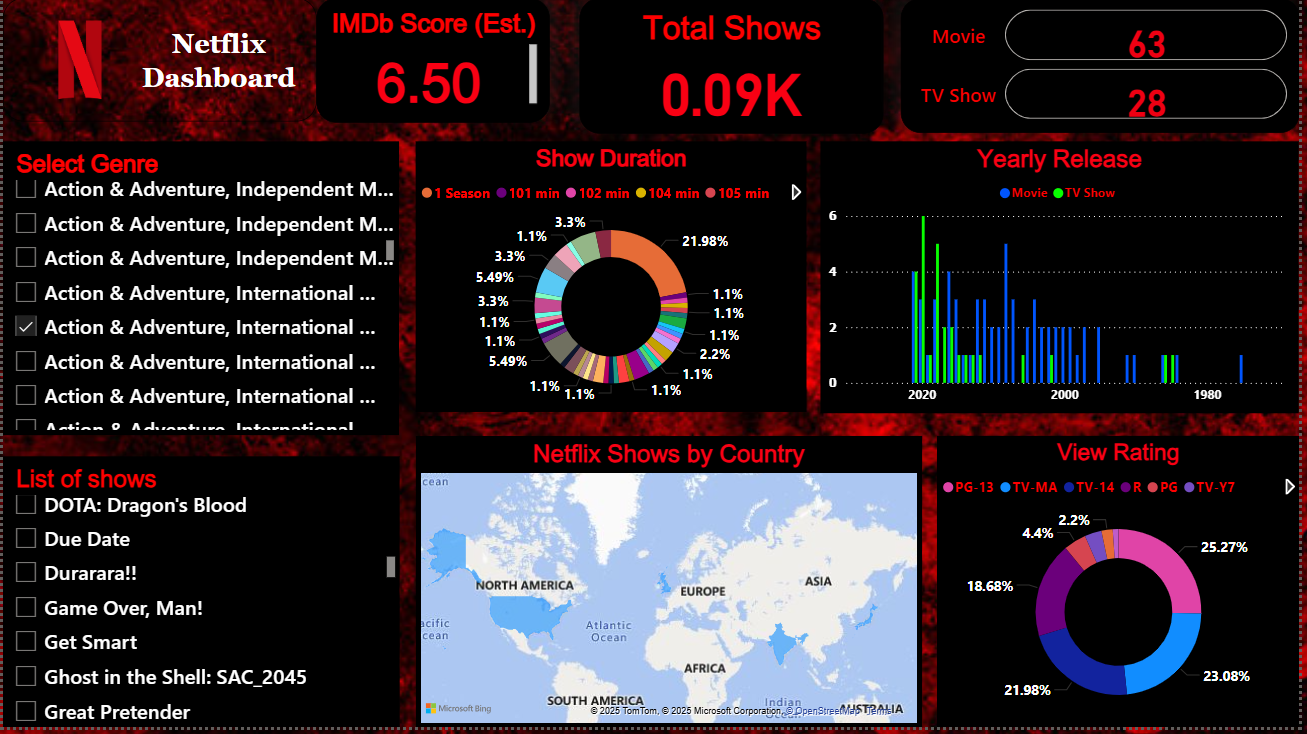 Netflix
Dashboard
IMDb Score (Est.)
6.50
Total Shows
0.09K
Movie
63
TV Show
28
Select Genre
Action & Adventure, Independent M...
Action & Adventure, Independent M...
Action & Adventure, Independent M...
Action & Adventure, International ...
Action & Adventure, International ...
Action & Adventure, International ...
Action & Adventure, International ...
Action & Adventure, International
Show Duration
1 Season 101 min 102 min 104 min 105 min
3.3%
1.1%
3.3%
5.49%
3.3%
1.1%
1.1%
5.49%
1.1%
1.1%
21.98%
1.1%
1.1%
1.1%
2.2%
1.1%
1.1%
Yearly Release
Movie TV Show
6
4
2
0
2020 2000 1980
List of shows
DOTA: Dragon's Blood
Due Date
Durarara!!
Game Over, Man!
Get Smart
Ghost in the Shell: SAC_2045
Great Pretender
Netflix Shows by Country
cean
NORTH AMERICA
EUROPE
ASIA
acific
cean
Atlantic
Ocean
AFRICA
SOUTH AMERICA
Indian
AUSTRALIA
Microsoft Bing
© 2025 TomTom, © 2025 Microsoft Corporation, © OpenStreetMap Terms
View Rating
PG-13 TV-MA TV-14 R PG TV-Y7
2.2%
4.4%
18.68%
21.98%
25.27%
23.08%